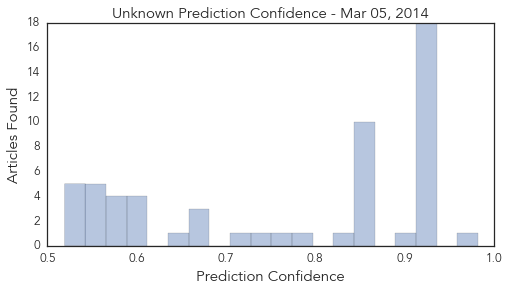 Unknown Prediction Confidence - Mar 05, 2014
18
16
14
12
10
8
6
4
2
0
Articles Found
0.5 0.6 0.7 0.8 0.9 1.0
Prediction Confidence